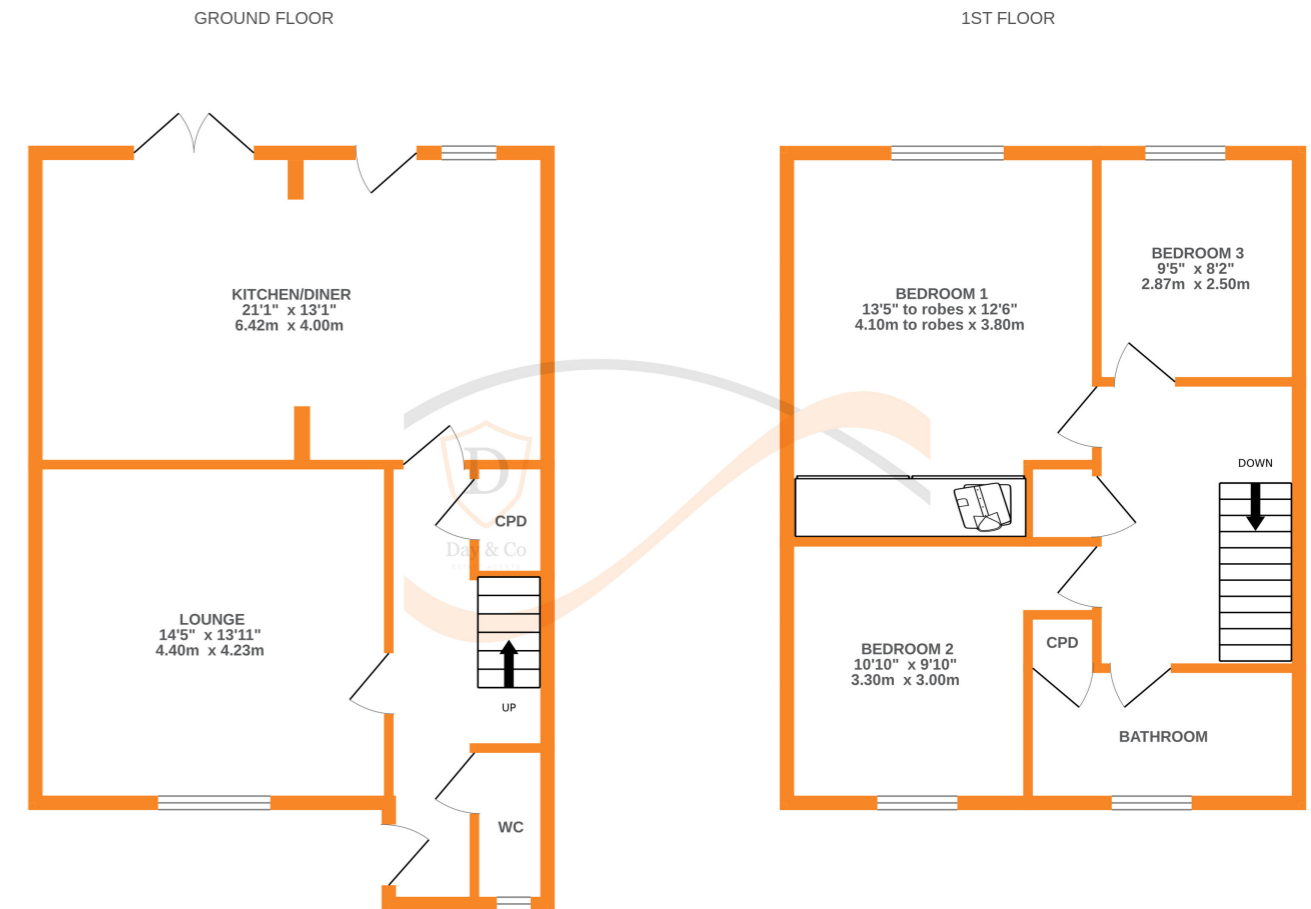 GROUND FLOOR
1ST FLOOR
KITCHEN/DINER
21'1" x 13'1"
6.42m x 4.00m
BEDROOM 1
13'5" to robes x 12'6"
4.10m to robes x 3.80m
BEDROOM 3
9'5" x 8'2"
2.87m x 2.50m
DOWN
D
CPD
Day & Co
LOUNGE
14'5" x 13'11"
4.40m x 4.23m
UP
BEDROOM 2
10'10" x 9'10"
3.30m x 3.00m
CPD
BATHROOM
WC